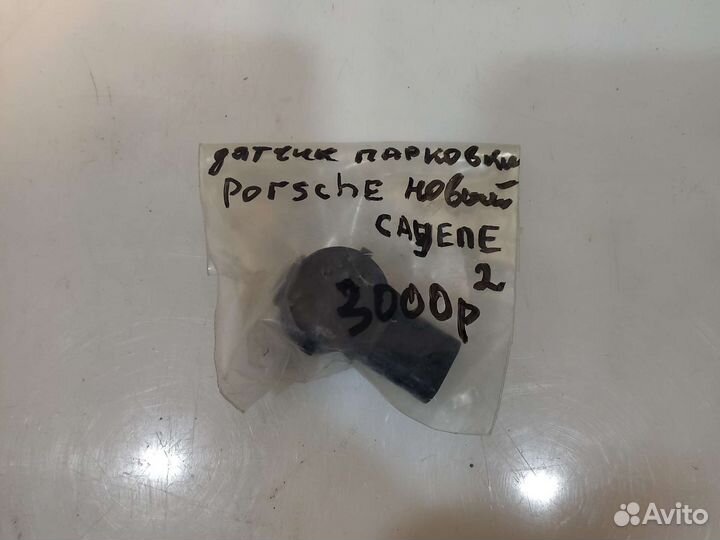 датчик парковки
Porsche новый
CAYENE
2
3000р
Avito